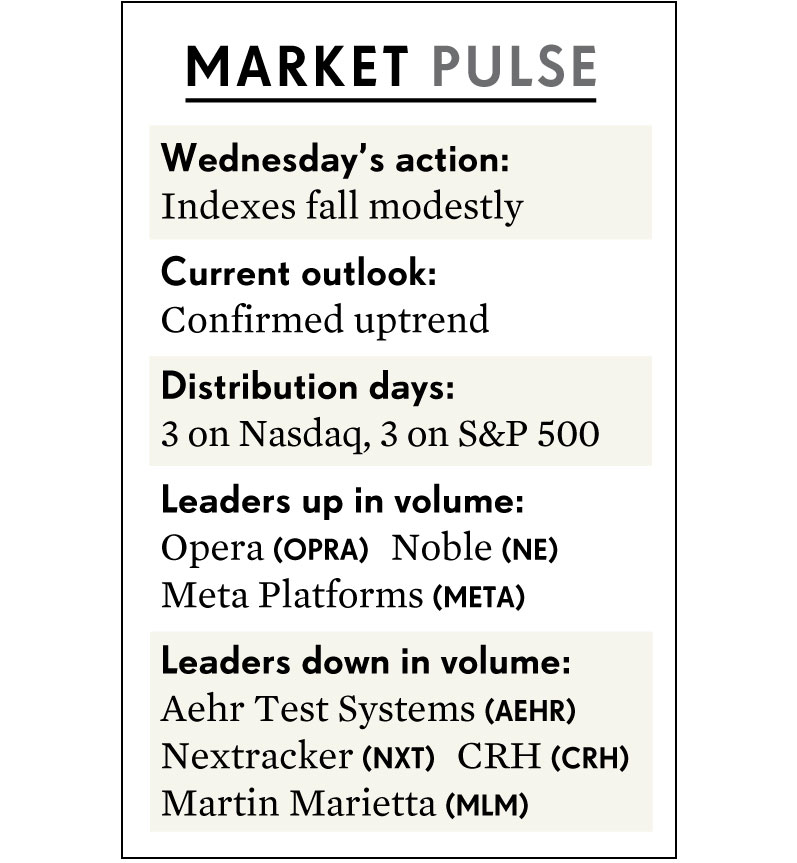 MARKET PULSE
Wednesday’s action:
Indexes fall modestly
Current outlook:
Confirmed uptrend
Distribution days:
3 on Nasdaq, 3 on S&P 500
Leaders up in volume:
Opera (OPRA) Noble (NE)
Meta Platforms (META)
Leaders down in volume:
Aehr Test Systems (AEHR)
Nextracker (NXT) CRH (CRH)
Martin Marietta (MLM)